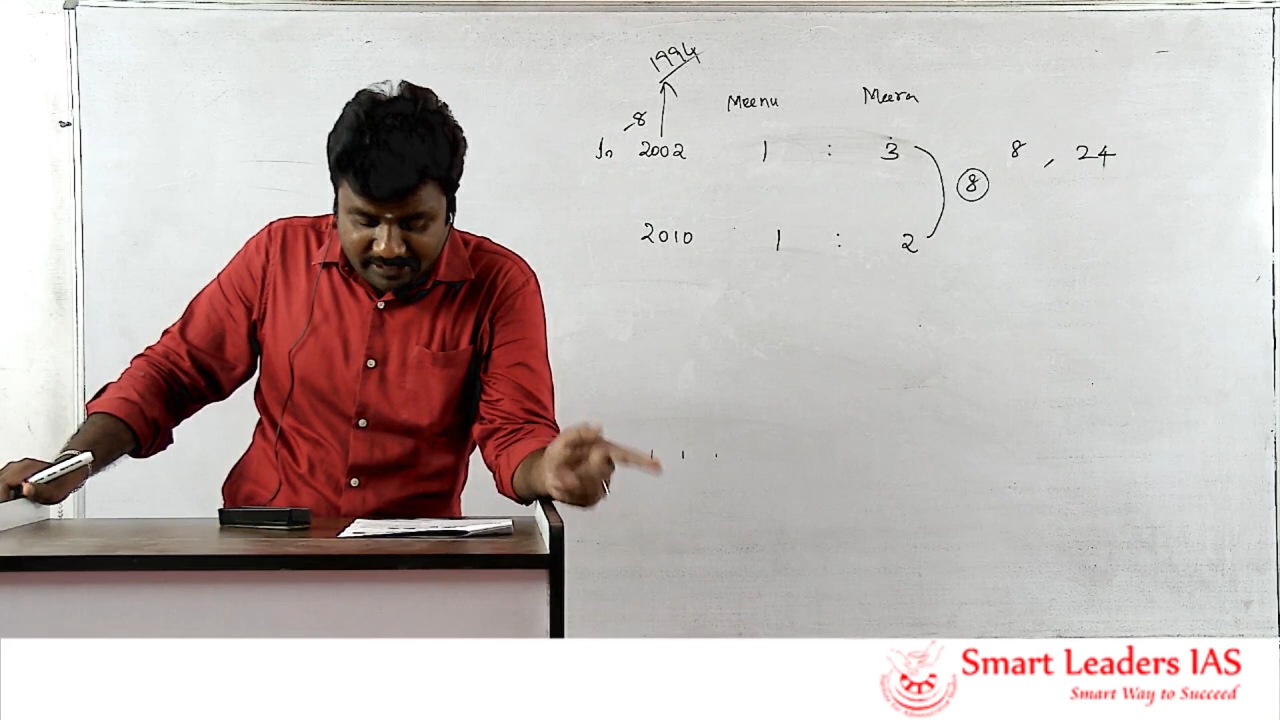 1994
Meenu Meera
8
In 2002 1 : 3 8 , 24
8
2010 1 : 2
Smart Leaders IAS
Smart Way to Succeed